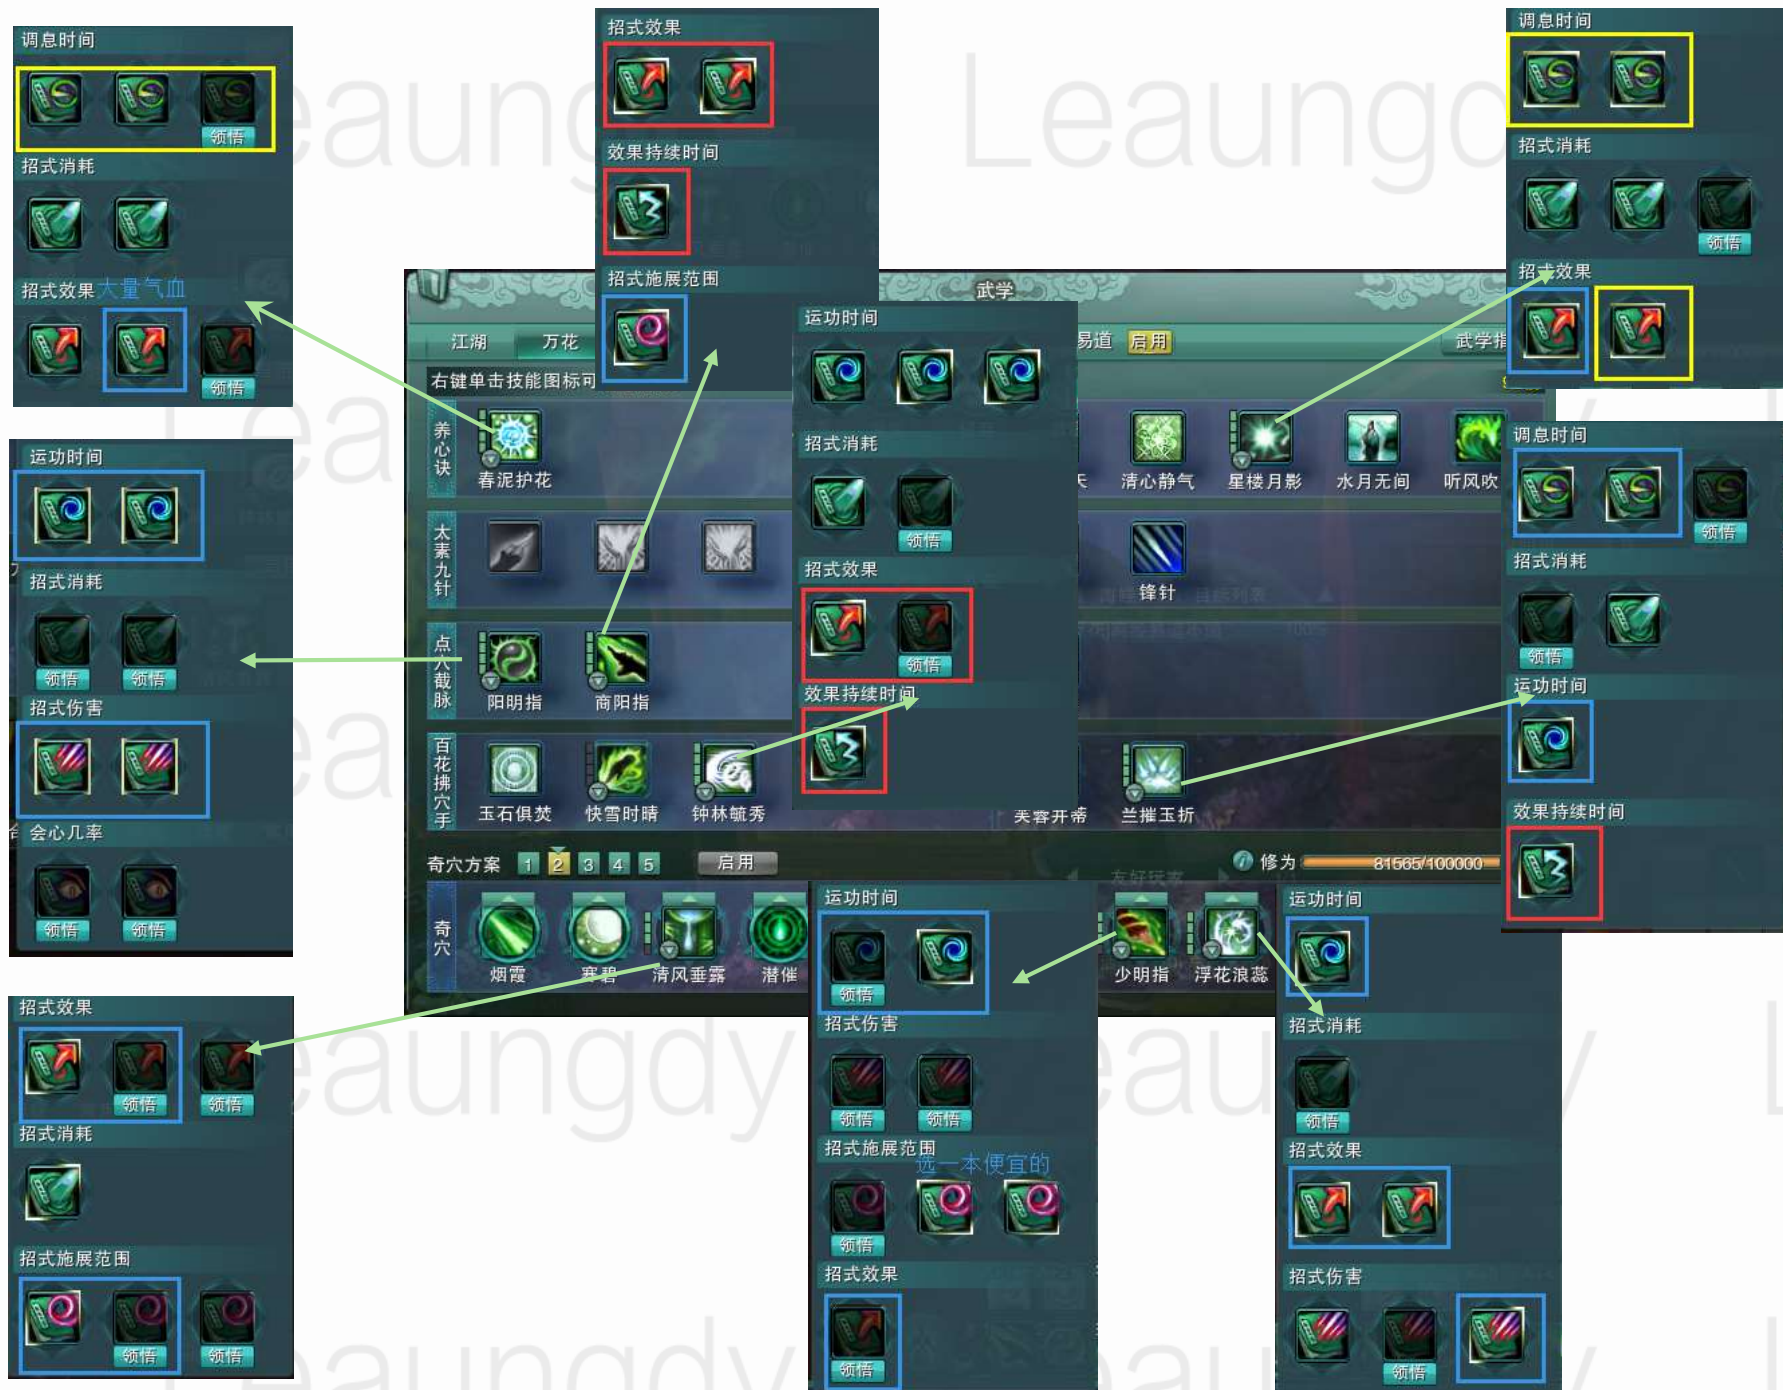 调息时间
领悟
招式消耗
招式效果
大量气血
领悟
招式效果
效果持续时间
招式施展范围
调息时间
招式消耗
领悟
招式效果
武学
江湖
万花
易道
启用
右键单击技能图标可
养心诀
春泥护花
清心静气
星楼月影
水月无间
听风吹
太素九针
锋针
点穴截脉
阳明指
商阳指
百花拂穴手
玉石俱焚
快雪时晴
钟林毓秀
芙蓉开蒂
兰摧玉折
奇穴方案
1
2
3
4
5
启用
修为
81565/100000
奇穴
烟霞
寒碧
清风垂露
潜催
少明指
浮花浪蕊
运功时间
招式消耗
领悟
招式效果
领悟
效果持续时间
运功时间
招式消耗
领悟
领悟
招式伤害
会心几率
领悟
领悟
调息时间
领悟
招式消耗
领悟
运功时间
效果持续时间
招式效果
领悟
领悟
招式消耗
招式施展范围
领悟
领悟
运功时间
领悟
招式伤害
领悟
领悟
招式施展范围
选一本便宜的
领悟
招式效果
领悟
运功时间
招式消耗
领悟
招式效果
招式伤害
领悟
Leaungdy